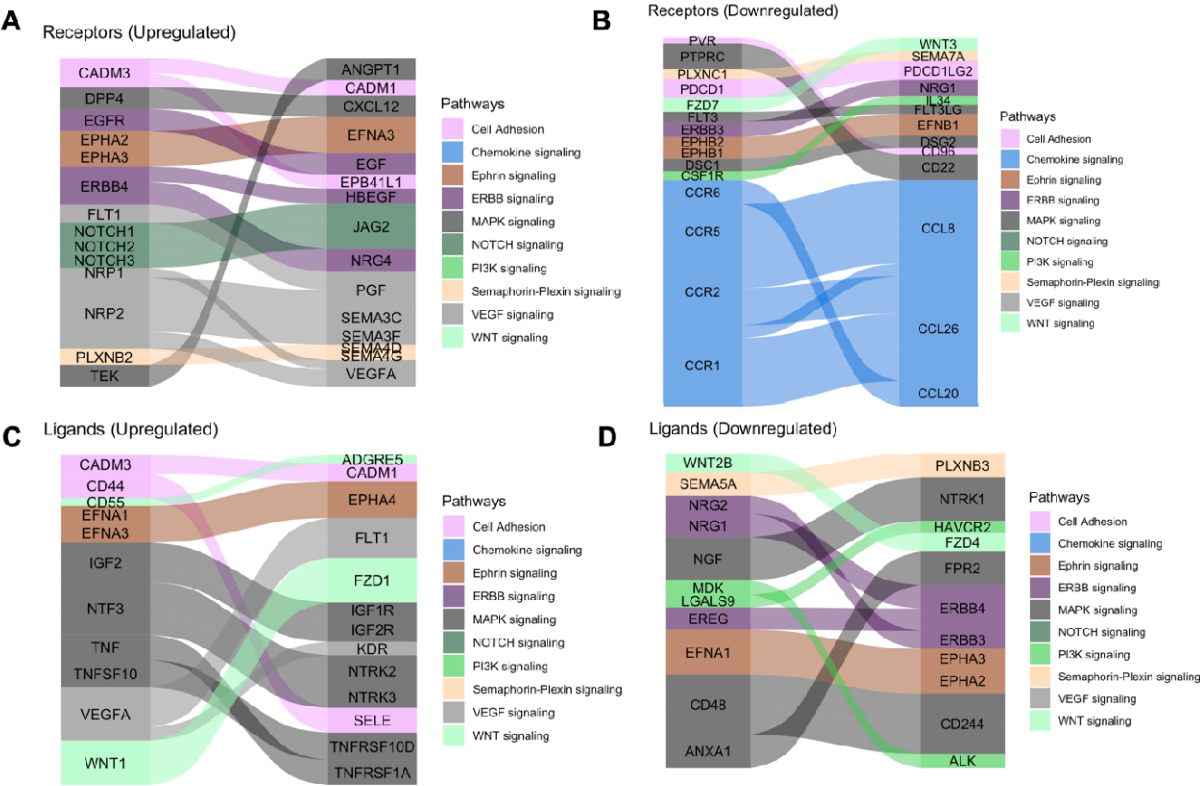 A
Receptors (Upregulated)
CADM3
DPP4
EGFR
EPHA2
EPHA3
ERBB4
FLT1
NOTCH1
NOTCH2
NOTCH3
NRP1
NRP2
PLXNB2
TEK
ANGPT1
CADM1
CXCL12
EFNA3
EGF
EPB41L1
HBEGF
JAG2
NRG4
PGF
SEMA3C
SEMA3F
SEMA4D
SEMA4G
VEGFA
Pathways
Cell Adhesion
Chemokine signaling
Ephrin signaling
ERBB signaling
MAPK signaling
NOTCH signaling
PI3K signaling
Semaphorin-Plexin signaling
VEGF signaling
WNT signaling
B
Receptors (Downregulated)
PVR
PTPRC
PLXNC1
PDCD1
FZD7
FLT3
ERBB3
EPHB2
EPHB1
DSC1
CSF1R
CCR6
CCR5
CCR2
CCR1
WNT3
SEMA7A
PDCD1LG2
NRG1
IL34
FLT3LG
EFNB1
DSG2
CD96
CD22
CCL8
CCL26
CCL20
Pathways
Cell Adhesion
Chemokine signaling
Ephrin signaling
ERBB signaling
MAPK signaling
NOTCH signaling
PI3K signaling
Semaphorin-Plexin signaling
VEGF signaling
WNT signaling
C
Ligands (Upregulated)
CADM3
CD44
CD55
EFNA1
EFNA3
IGF2
NTF3
TNF
TNFSF10
VEGFA
WNT1
ADGRE5
CADM1
EPHA4
FLT1
FZD1
IGF1R
IGF2R
KDR
NTRK2
NTRK3
SELE
TNFRSF10D
TNFRSF1A
Pathways
Cell Adhesion
Chemokine signaling
Ephrin signaling
ERBB signaling
MAPK signaling
NOTCH signaling
PI3K signaling
Semaphorin-Plexin signaling
VEGF signaling
WNT signaling
D
Ligands (Downregulated)
WNT2B
SEMA5A
NRG2
NRG1
NGF
MDK
LGALS9
EREG
EFNA1
CD48
ANXA1
PLXNB3
NTRK1
HAVCR2
FZD4
FPR2
ERBB4
ERBB3
EPHA3
EPHA2
CD244
ALK
Pathways
Cell Adhesion
Chemokine signaling
Ephrin signaling
ERBB signaling
MAPK signaling
NOTCH signaling
PI3K signaling
Semaphorin-Plexin signaling
VEGF signaling
WNT signaling